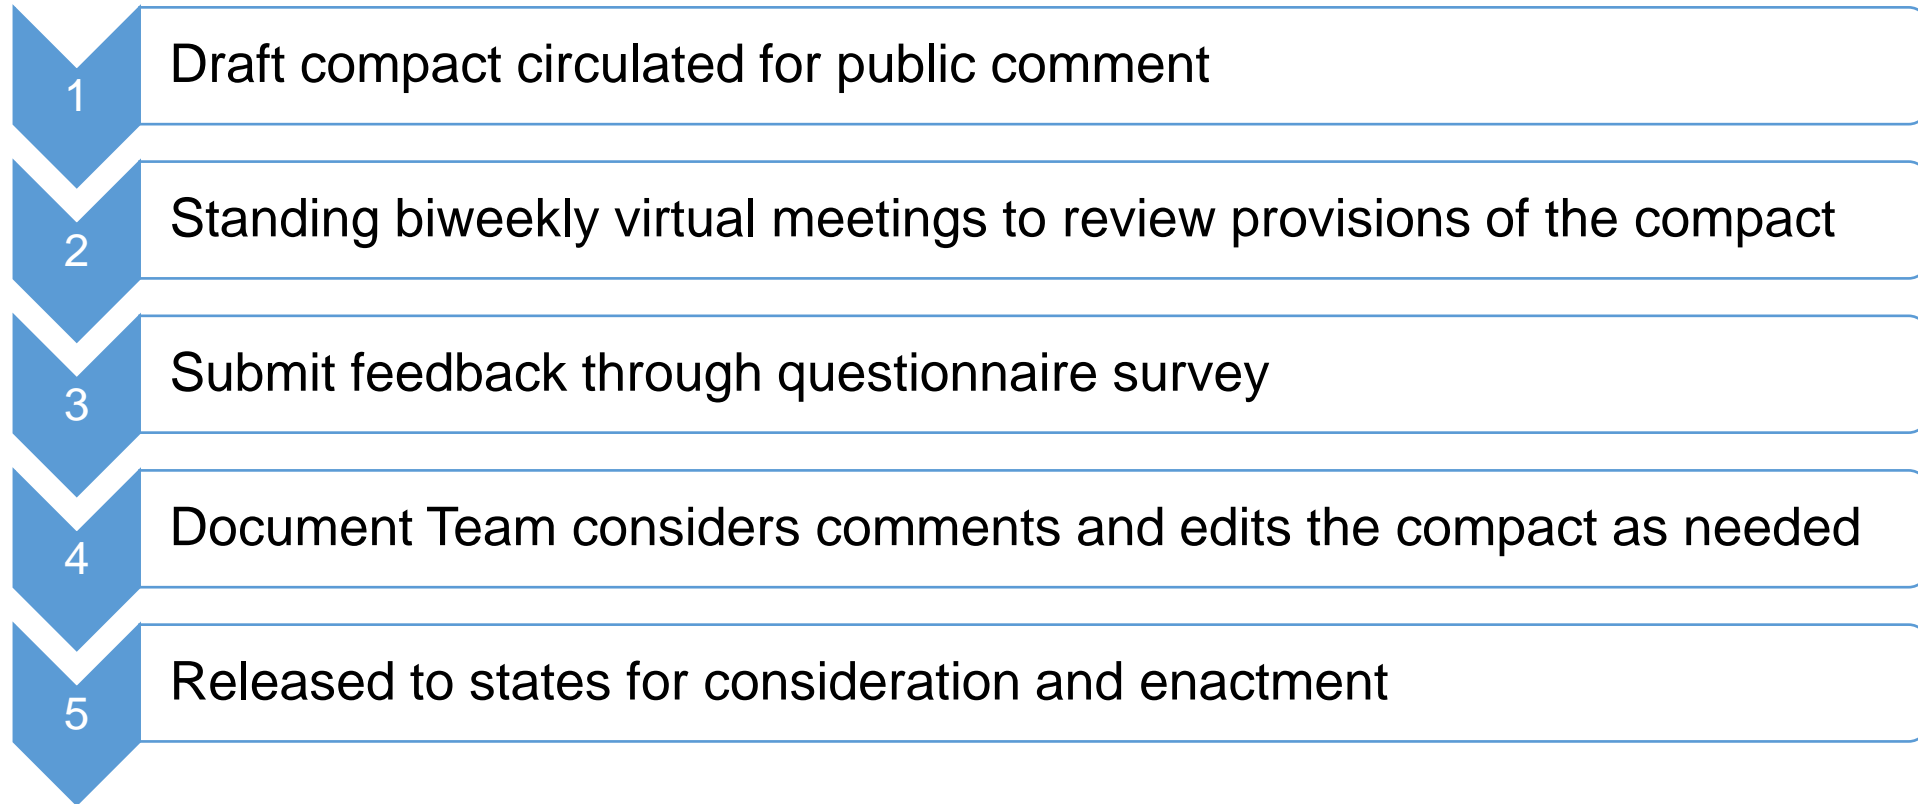 1
Draft compact circulated for public comment
2
Standing biweekly virtual meetings to review provisions of the compact
3
Submit feedback through questionnaire survey
4
Document Team considers comments and edits the compact as needed
5
Released to states for consideration and enactment